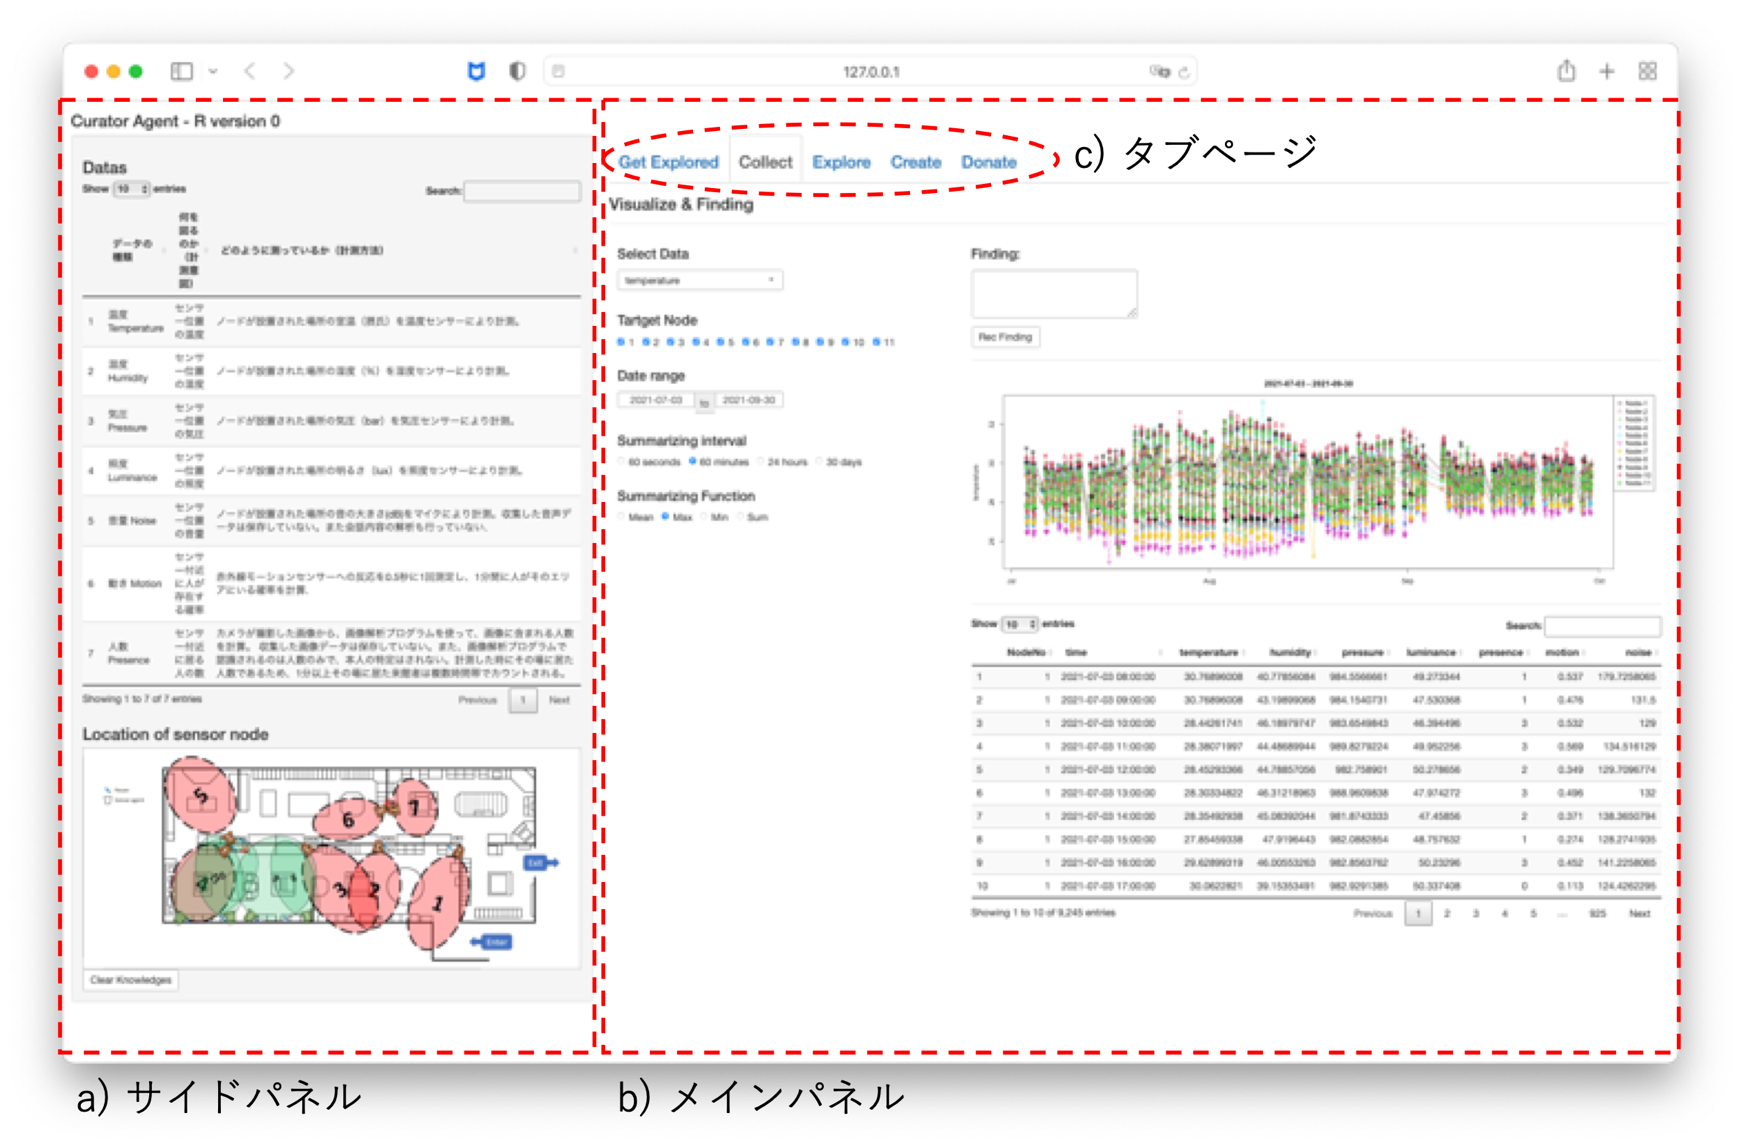 127.0.0.1
Curator Agent - R version 0
Datas
Show 10 entries
Search:
データの種類
何を図るのか（計測意図）
どのように測っているか（計測方法）
1 温度 Temperature センサー位置の温度 ノードが設置された場所の室温（摂氏）を温度センサーにより計測。
2 湿度 Humidity センサー位置の湿度 ノードが設置された場所の湿度（%）を湿度センサーにより計測。
3 気圧 Pressure センサー位置の気圧 ノードが設置された場所の気圧（bar）を気圧センサーにより計測。
4 照度 Luminance センサー位置の照度 ノードが設置された場所の明るさ（lux）を照度センサーにより計測。
5 音量 Noise センサー位置の音量 ノードが設置された場所の音の大きさ(dB)をマイクにより計測。収集した音声データは保存していない。また会話内容の解析も行っていない.
6 動き Motion センサー付近に人が存在する確率 赤外線モーションセンサーへの反応を0.5秒に1回測定し、1分間に人がそのエリアにいる確率を計算.
7 人数 Presence センサー付近に居る人の数 カメラが撮影した画像から、画像解析プログラムを使って、画像に含まれる人数を計算。収集した画像データは保存していない。また、画像解析プログラムで認識されるのは人数のみで、本人の特定はされない。計測した時にその場に居た人数であるため、1分以上その場に居た来館者は複数時間帯でカウントされる。
Showing 1 to 7 of 7 entries
Previous 1 Next
Location of sensor node
5
6
7
3
2
1
Exit
Enter
Clear Knowledges
Get Explored Collect Explore Create Donate
c) タブページ
Visualize & Finding
Select Data
temperature
Tartget Node
1 2 3 4 5 6 7 8 9 10 11
Date range
2021-07-03 to 2021-09-30
Summarizing interval
60 seconds 60 minutes 24 hours 30 days
Summarizing Function
Mean Max Min Sum
Finding:
Rec Finding
2021-07-03 - 2021-09-30
temperature
Jul Aug Sep Oct
Node-1
Node-2
Node-3
Node-4
Node-5
Node-6
Node-7
Node-8
Node-9
Node-10
Node-11
Show 10 entries
Search:
NodeNo time temperature humidity pressure luminance presence motion noise
1 1 2021-07-03 08:00:00 30.76896008 40.77856084 984.5566661 49.273344 1 0.537 179.7258065
2 1 2021-07-03 09:00:00 30.76896008 43.19899068 984.1540731 47.530368 1 0.476 131.5
3 1 2021-07-03 10:00:00 28.44261741 46.18979747 983.6549843 46.394496 3 0.532 129
4 1 2021-07-03 11:00:00 28.38071997 44.48689944 989.8279224 49.952256 3 0.569 134.516129
5 1 2021-07-03 12:00:00 28.45293366 44.78857056 982.758901 50.278656 2 0.349 129.7096774
6 1 2021-07-03 13:00:00 28.30334822 46.31218963 988.9609838 47.974272 3 0.496 132
7 1 2021-07-03 14:00:00 28.35492938 45.08392044 981.8743333 47.45856 2 0.371 138.3650794
8 1 2021-07-03 15:00:00 27.85459338 47.9196443 982.0882854 48.757632 1 0.274 128.2741935
9 1 2021-07-03 16:00:00 29.62899319 46.00553263 982.8563762 50.23296 3 0.452 141.2258065
10 1 2021-07-03 17:00:00 30.0622821 39.15353491 982.9291385 50.337408 0 0.113 124.4262295
Showing 1 to 10 of 9,245 entries
Previous 1 2 3 4 5 ... 925 Next
a) サイドパネル
b) メインパネル